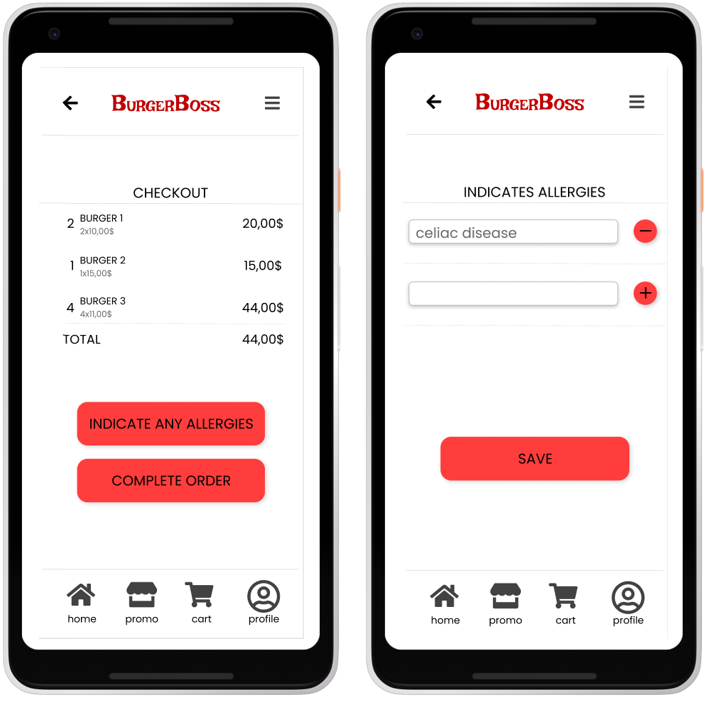 BURGERBOSS
CHECKOUT
2 BURGER 1 20,00$
2x10,00$
1 BURGER 2 15,00$
1x15,00$
4 BURGER 3 44,00$
4x11,00$
TOTAL 44,00$
INDICATE ANY ALLERGIES
COMPLETE ORDER
home promo cart profile
BURGERBOSS
INDICATES ALLERGIES
celiac disease
SAVE
home promo cart profile